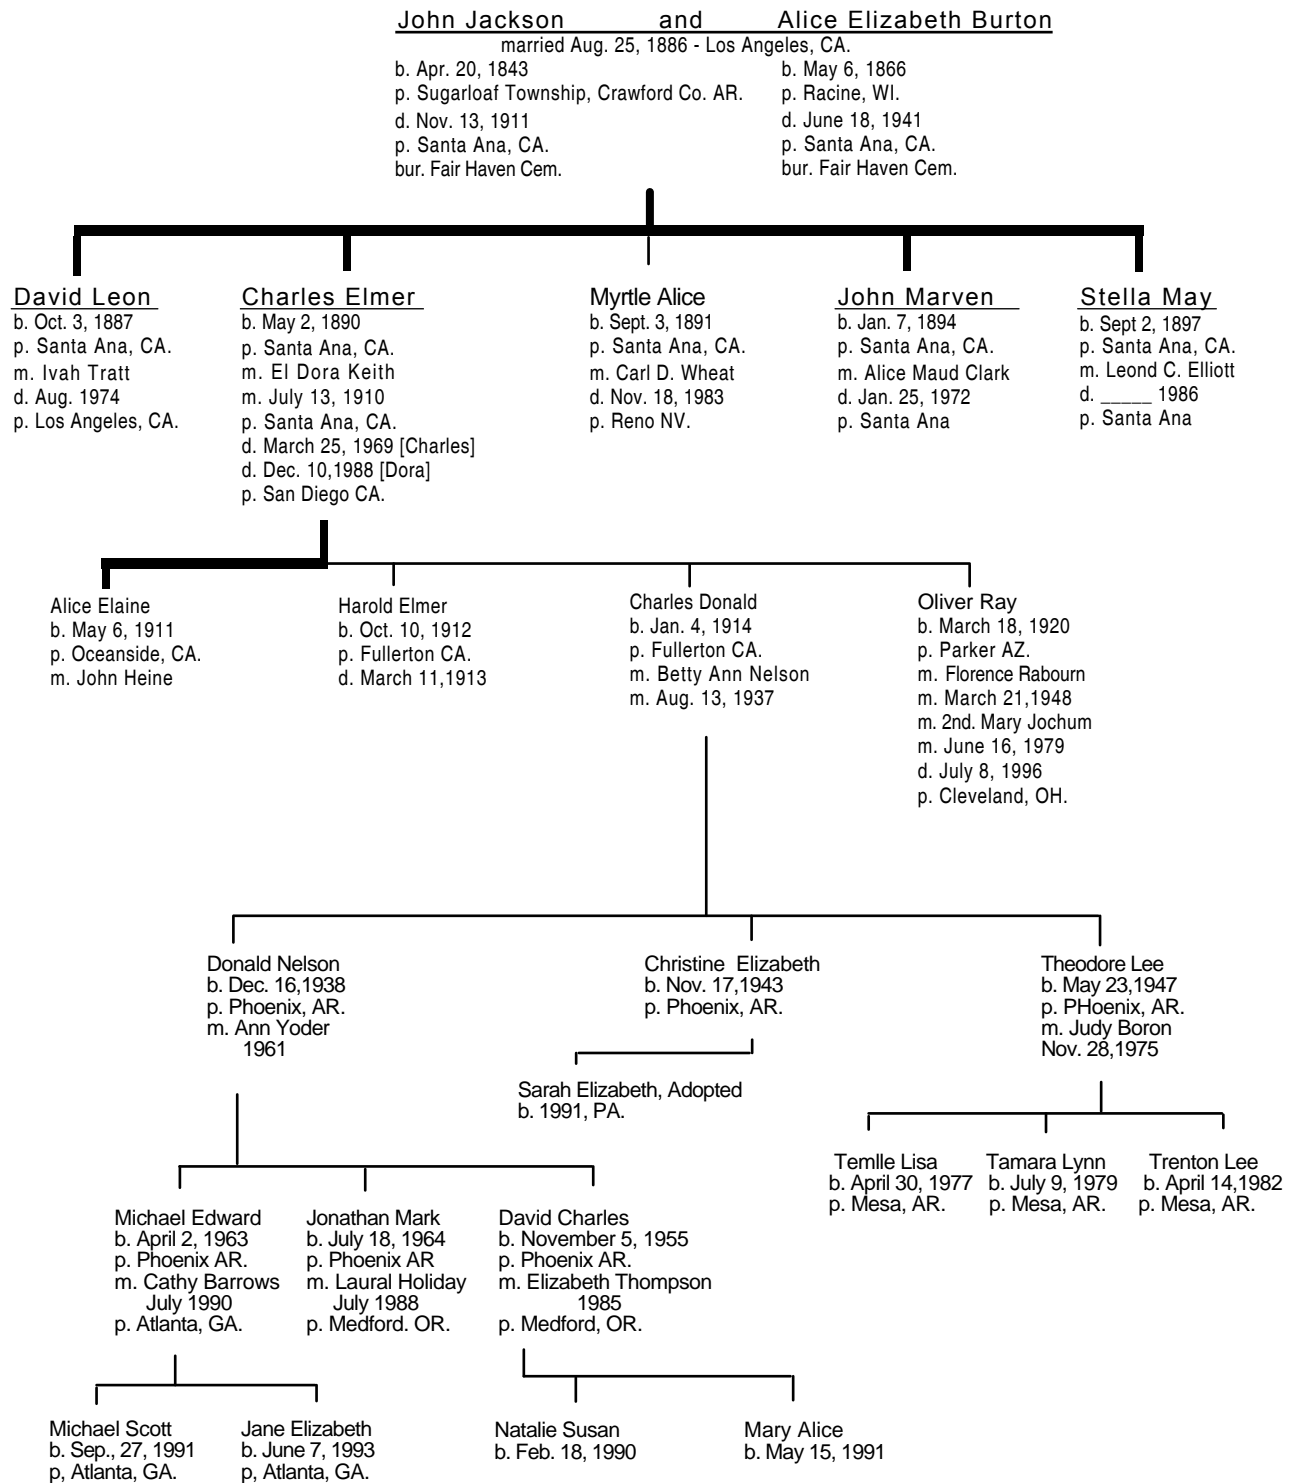 John Jackson and Alice Elizabeth Burton
married Aug. 25, 1886 - Los Angeles, CA.
b. Apr. 20, 1843
p. Sugarloaf Township, Crawford Co. AR.
d. Nov. 13, 1911
p. Santa Ana, CA.
bur. Fair Haven Cem.
b. May 6, 1866
p. Racine, WI.
d. June 18, 1941
p. Santa Ana, CA.
bur. Fair Haven Cem.
David Leon
b. Oct. 3, 1887
p. Santa Ana, CA.
m. Ivah Tratt
d. Aug. 1974
p. Los Angeles, CA.
Charles Elmer
b. May 2, 1890
p. Santa Ana, CA.
m. El Dora Keith
m. July 13, 1910
p. Santa Ana, CA.
d. March 25, 1969 [Charles]
d. Dec. 10,1988 [Dora]
p. San Diego CA.
Myrtle Alice
b. Sept. 3, 1891
p. Santa Ana, CA.
m. Carl D. Wheat
d. Nov. 18, 1983
p. Reno NV.
John Marven
b. Jan. 7, 1894
p. Santa Ana, CA.
m. Alice Maud Clark
d. Jan. 25, 1972
p. Santa Ana
Stella May
b. Sept 2, 1897
p. Santa Ana, CA.
m. Leond C. Elliott
d. _____ 1986
p. Santa Ana
Alice Elaine
b. May 6, 1911
p. Oceanside, CA.
m. John Heine
Harold Elmer
b. Oct. 10, 1912
p. Fullerton CA.
d. March 11,1913
Charles Donald
b. Jan. 4, 1914
p. Fullerton CA.
m. Betty Ann Nelson
m. Aug. 13, 1937
Oliver Ray
b. March 18, 1920
p. Parker AZ.
m. Florence Rabourn
m. March 21,1948
m. 2nd. Mary Jochum
m. June 16, 1979
d. July 8, 1996
p. Cleveland, OH.
Donald Nelson
b. Dec. 16,1938
p. Phoenix, AR.
m. Ann Yoder
1961
Christine Elizabeth
b. Nov. 17,1943
p. Phoenix, AR.
Theodore Lee
b. May 23,1947
p. PHoenix, AR.
m. Judy Boron
Nov. 28,1975
Sarah Elizabeth, Adopted
b. 1991, PA.
Temlle Lisa
b. April 30, 1977
p. Mesa, AR.
Tamara Lynn
b. July 9, 1979
p. Mesa, AR.
Trenton Lee
b. April 14,1982
p. Mesa, AR.
Michael Edward
b. April 2, 1963
p. Phoenix AR.
m. Cathy Barrows
July 1990
p. Atlanta, GA.
Jonathan Mark
b. July 18, 1964
p. Phoenix AR
m. Laural Holiday
July 1988
p. Medford. OR.
David Charles
b. November 5, 1955
p. Phoenix AR.
m. Elizabeth Thompson
1985
p. Medford, OR.
Michael Scott
b. Sep., 27, 1991
p, Atlanta, GA.
Jane Elizabeth
b. June 7, 1993
p, Atlanta, GA.
Natalie Susan
b. Feb. 18, 1990
Mary Alice
b. May 15, 1991